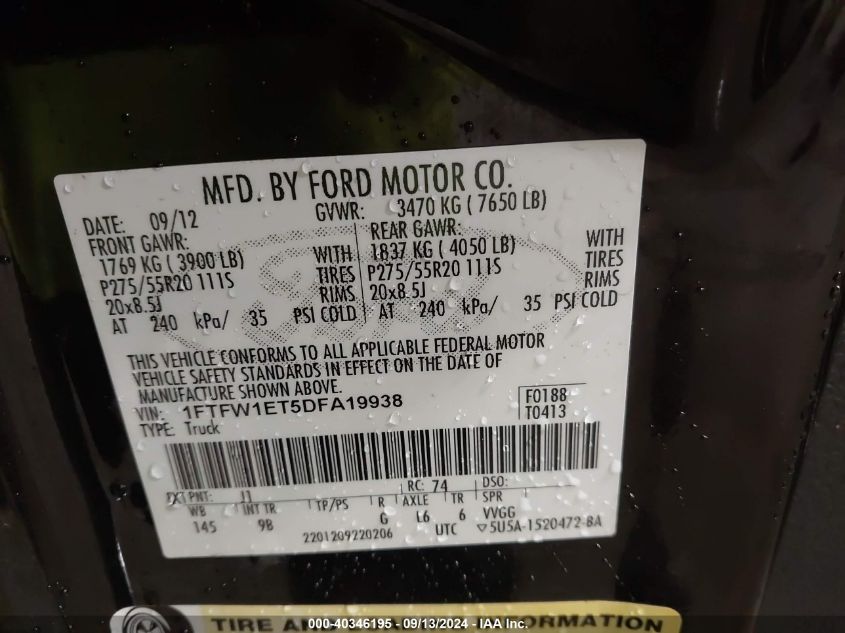 MFD. BY FORD MOTOR CO.
DATE: 09/12 GVWR: 3470 KG ( 7650 LB)
FRONT GAWR: REAR GAWR:
1769 KG ( 3900 LB) WITH 1837 KG ( 4050 LB) WITH
P275/55R20 111S TIRES P275/55R20 111S TIRES
20x8.5J RIMS 20x8.5J RIMS
AT 240 kPa/ 35 PSI COLD AT 240 kPa/ 35 PSI COLD
THIS VEHICLE CONFORMS TO ALL APPLICABLE FEDERAL MOTOR
VEHICLE SAFETY STANDARDS IN EFFECT ON THE DATE OF
MANUFACTURE SHOWN ABOVE.
VIN: 1FTFW1ET5DFA19938 F0188
TYPE: Truck T0413
EXT PNT: J1 RC: 74 DSO:
WB INT TR TP/PS R AXLE TR SPR
145 9B G L6 6 VVGG
2201209220206 UTC ▽5U5A-1520472-BA
TIRE AND INFORMATION
000-40346195 - 09/13/2024 - IAA Inc.